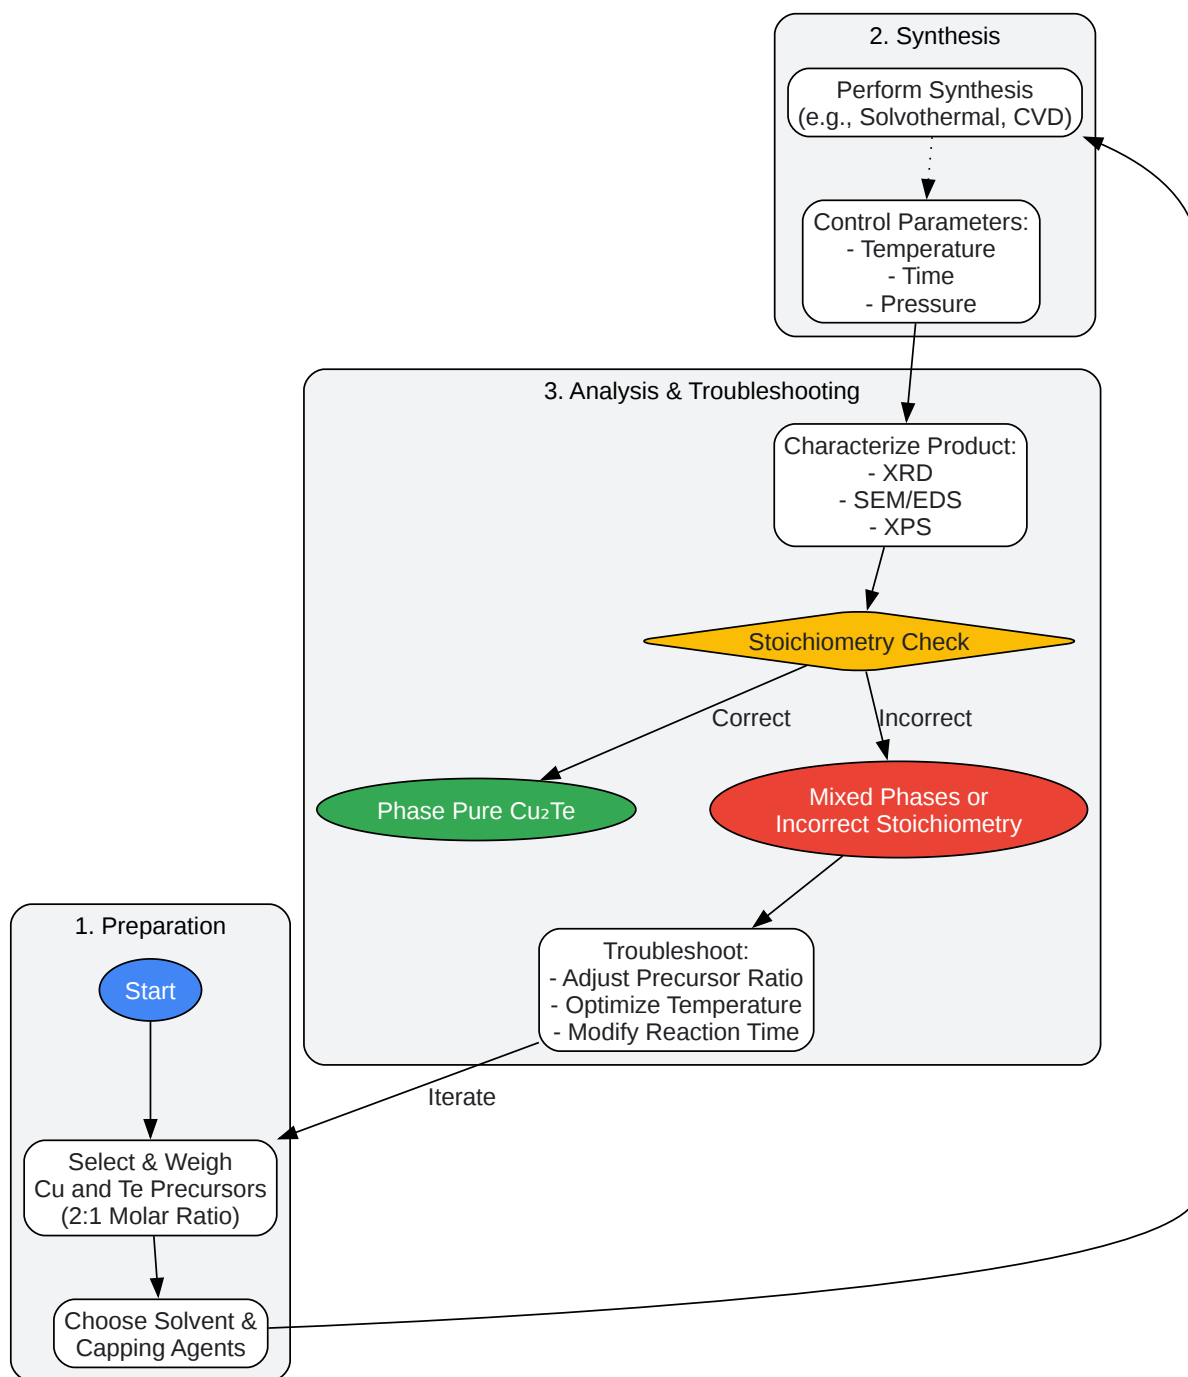 2. Synthesis
Perform Synthesis
(e.g., Solvothermal, CVD)
Control Parameters:
- Temperature
- Time
- Pressure
3. Analysis & Troubleshooting
Characterize Product:
- XRD
- SEM/EDS
- XPS
Stoichiometry Check
Correct
Incorrect
Phase Pure Cu₂Te
Mixed Phases or
Incorrect Stoichiometry
Troubleshoot:
- Adjust Precursor Ratio
- Optimize Temperature
- Modify Reaction Time
Iterate
1. Preparation
Start
Select & Weigh
Cu and Te Precursors
(2:1 Molar Ratio)
Choose Solvent &
Capping Agents